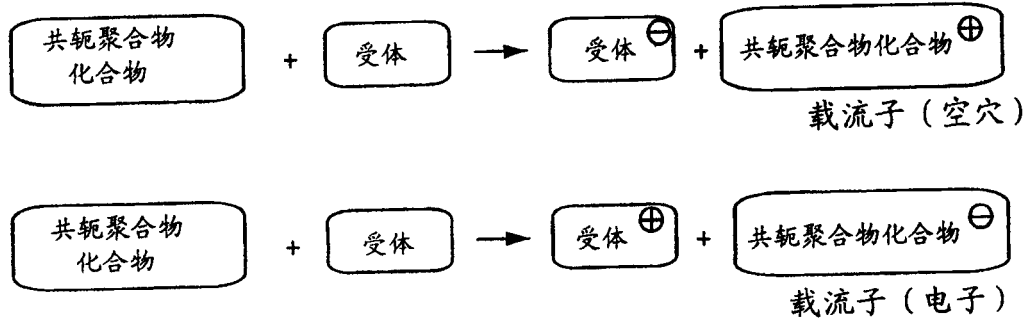 共轭聚合物
化合物
+
受体
受体 ⊖
+
共轭聚合物化合物 ⊕
载流子（空穴）
共轭聚合物
化合物
+
受体
受体 ⊕
+
共轭聚合物化合物 ⊖
载流子（电子）